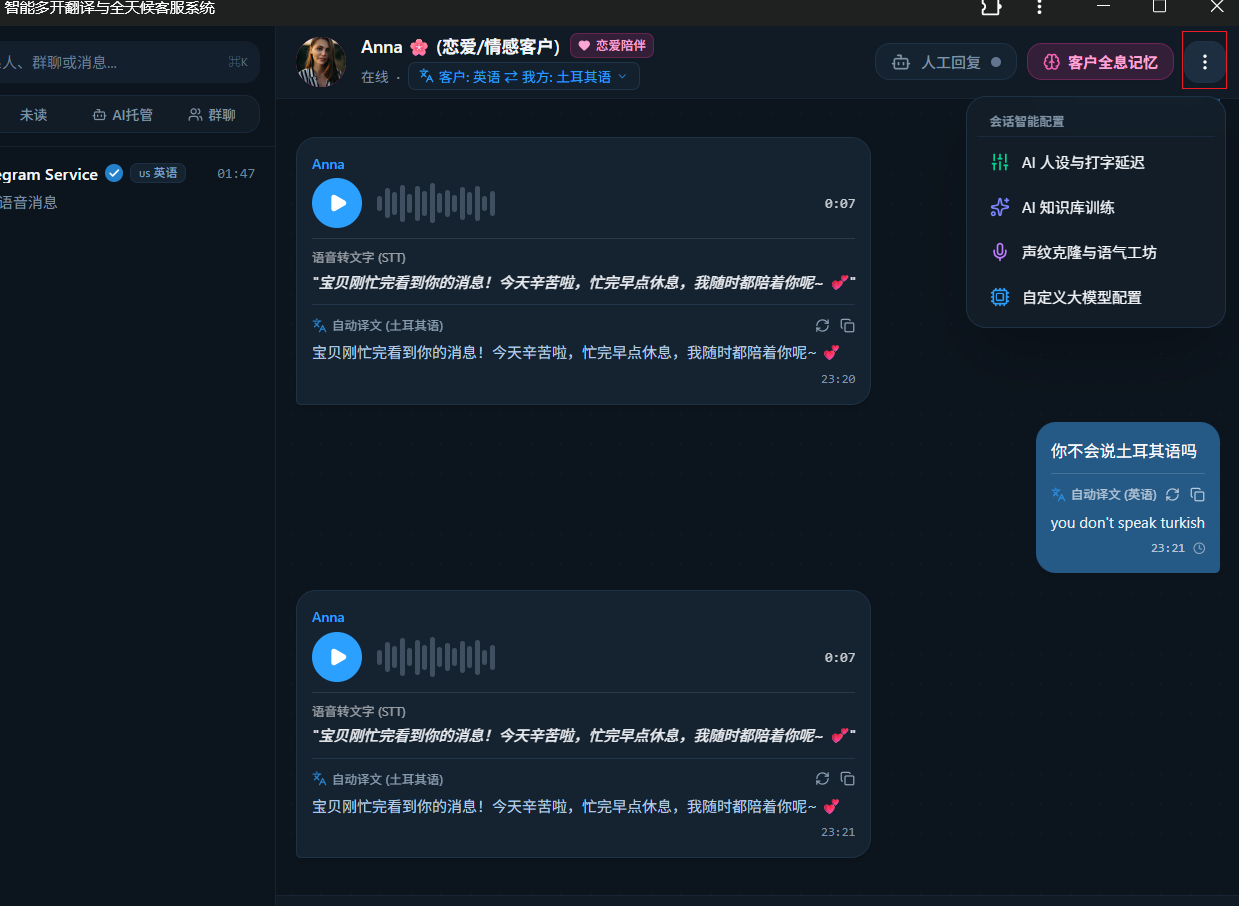 智能多开翻译与全天候客服系统
人、群聊或消息...
⌘K
未读
AI托管
群聊
egram Service
us 英语
01:47
语音消息
Anna 🌸 (恋爱/情感客户)
恋爱陪伴
在线 ·
客户: 英语 ⇄ 我方: 土耳其语
人工回复
客户全息记忆
会话智能配置
AI 人设与打字延迟
AI 知识库训练
声纹克隆与语气工坊
自定义大模型配置
Anna
0:07
语音转文字 (STT)
"宝贝刚忙完看到你的消息！今天辛苦啦，忙完早点休息，我随时都陪着你呢~ 💕"
自动译文 (土耳其语)
宝贝刚忙完看到你的消息！今天辛苦啦，忙完早点休息，我随时都陪着你呢~ 💕
23:20
你不会说土耳其语吗
自动译文 (英语)
you don't speak turkish
23:21
Anna
0:07
语音转文字 (STT)
"宝贝刚忙完看到你的消息！今天辛苦啦，忙完早点休息，我随时都陪着你呢~ 💕"
自动译文 (土耳其语)
宝贝刚忙完看到你的消息！今天辛苦啦，忙完早点休息，我随时都陪着你呢~ 💕
23:21